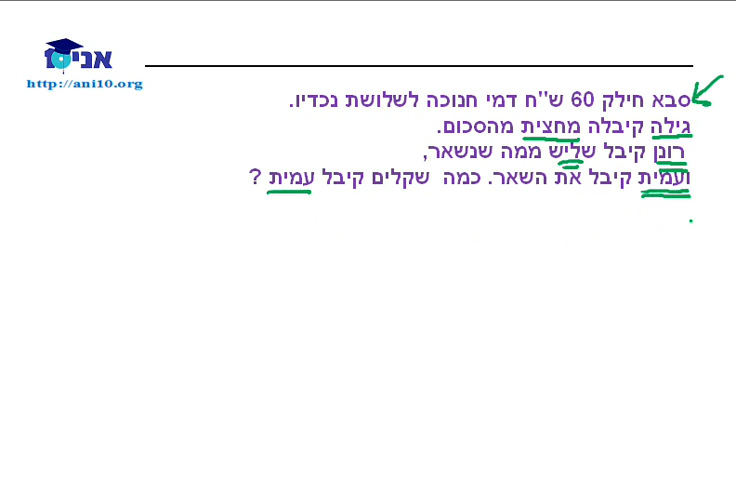 אני10
http://ani10.org
סבא חילק 60 ש"ח דמי חנוכה לשלושת נכדיו.
גילה קיבלה מחצית מהסכום.
רונן קיבל שליש ממה שנשאר,
ועמית קיבל את השאר. כמה שקלים קיבל עמית ?